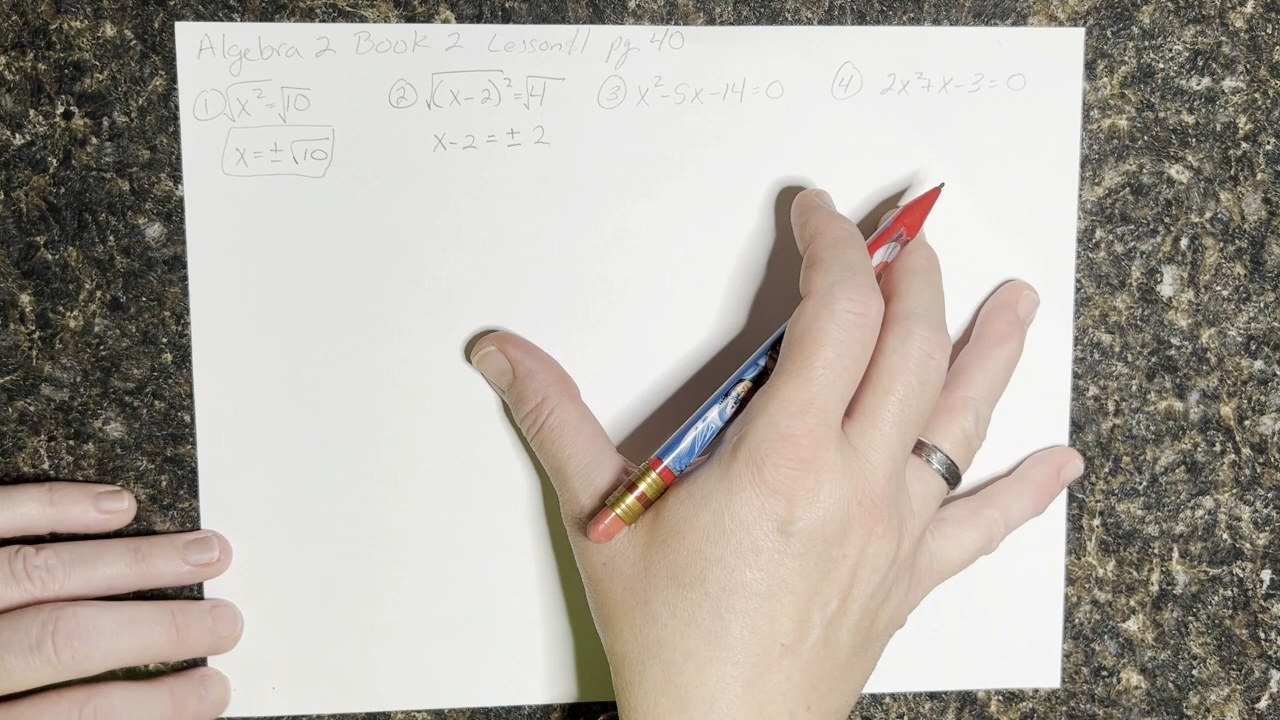 Algebra 2 Book 2 Lesson 11 pg 40
① √x² = √10 ② √(x-2)² = √4 ③ x²-5x-14=0 ④ 2x²+x-3=0
x = ± √10 x-2 = ± 2